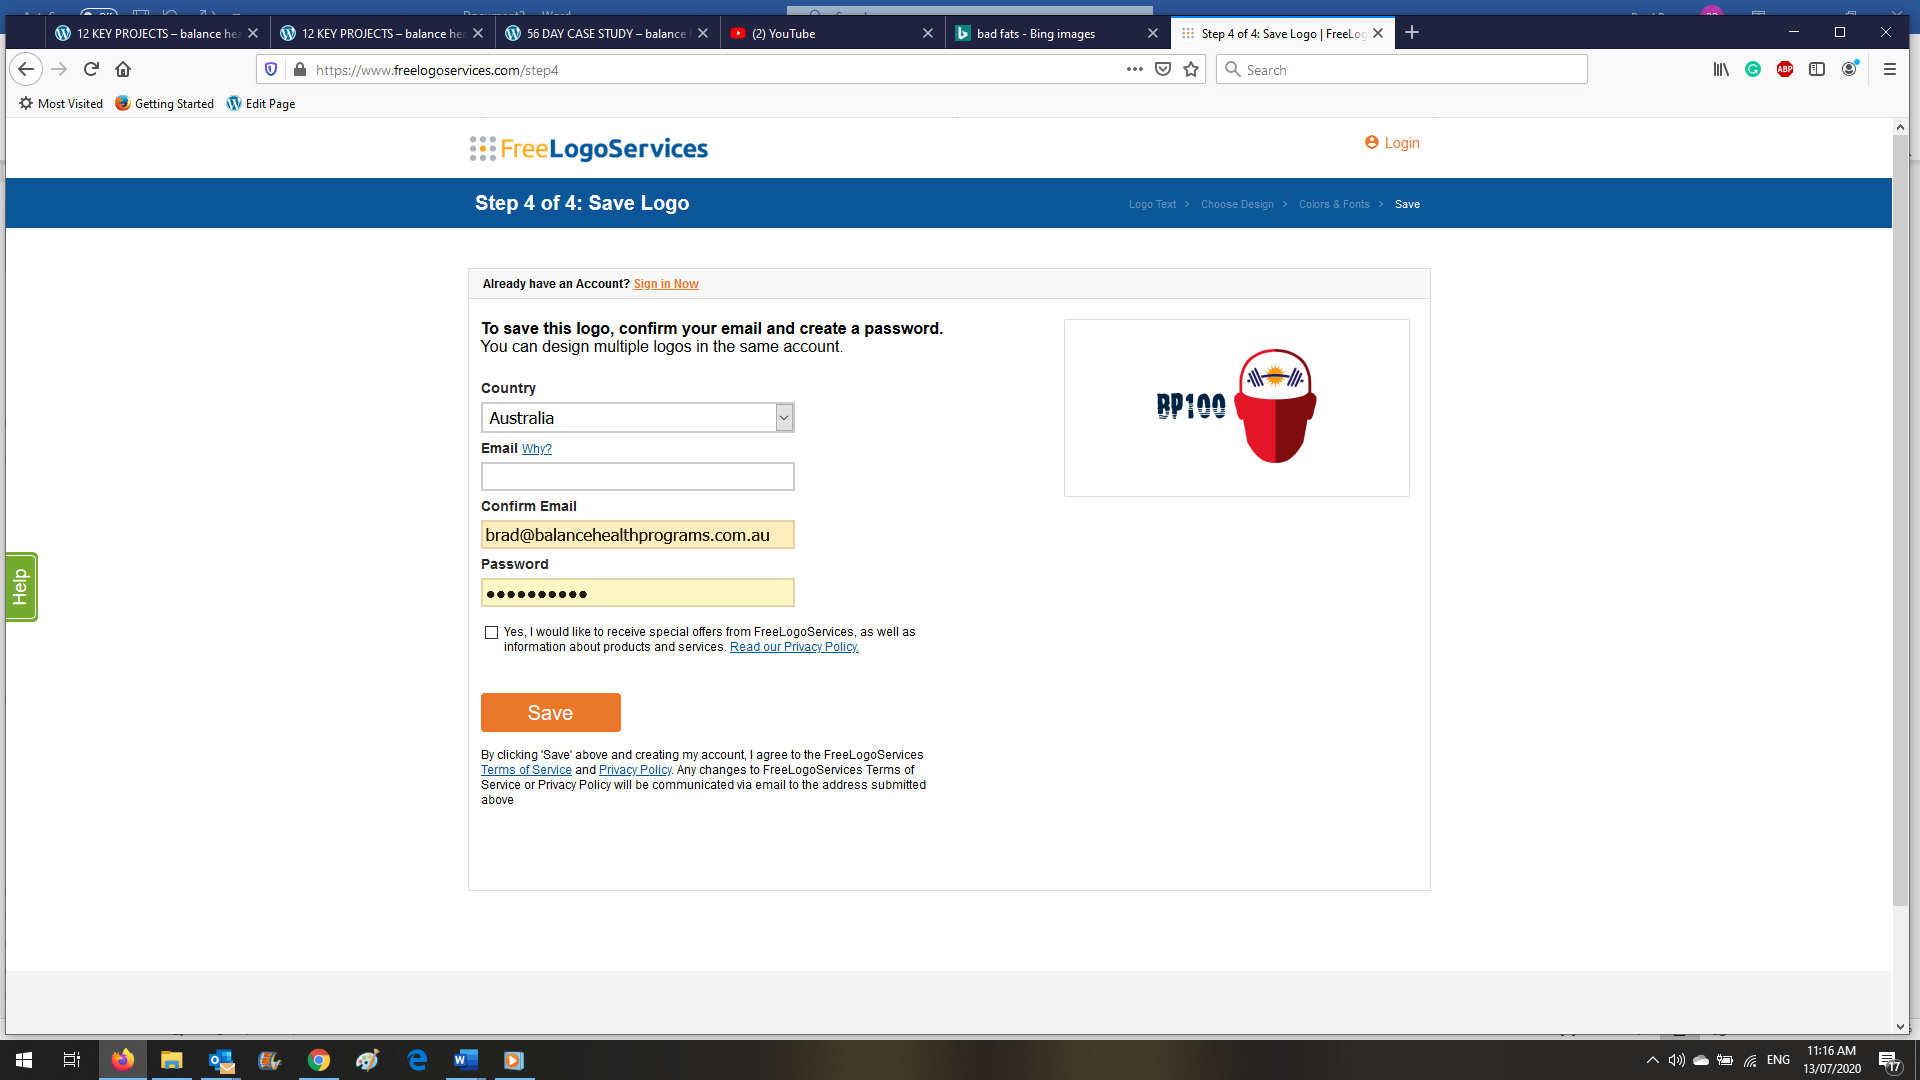 12 KEY PROJECTS – balance hea
12 KEY PROJECTS – balance hea
56 DAY CASE STUDY – balance
(2) YouTube
bad fats - Bing images
Step 4 of 4: Save Logo | FreeLog
https://www.freelogoservices.com/step4
Search
ABP
Most Visited
Getting Started
Edit Page
FreeLogoServices
Login
Step 4 of 4: Save Logo
Logo Text > Choose Design > Colors & Fonts > Save
Already have an Account? Sign in Now
To save this logo, confirm your email and create a password.
You can design multiple logos in the same account.
BP100
Country
Australia
Email Why?
Confirm Email
brad@balancehealthprograms.com.au
Password
Help
Yes, I would like to receive special offers from FreeLogoServices, as well as
information about products and services. Read our Privacy Policy.
Save
By clicking 'Save' above and creating my account, I agree to the FreeLogoServices
Terms of Service and Privacy Policy. Any changes to FreeLogoServices Terms of
Service or Privacy Policy will be communicated via email to the address submitted
above
ENG
11:16 AM
13/07/2020
17